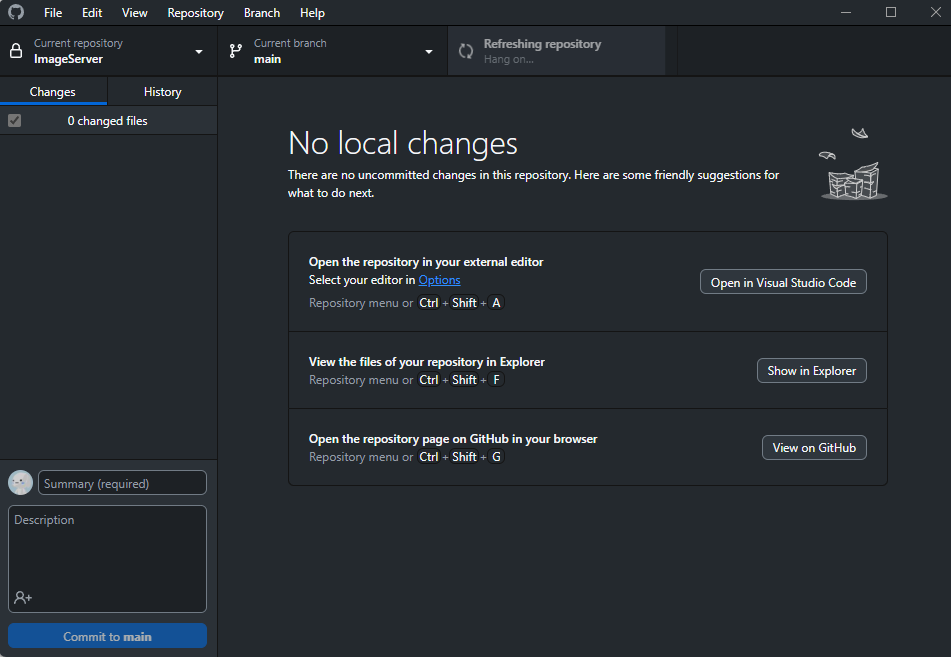 File Edit View Repository Branch Help
Current repository
ImageServer
Current branch
main
Refreshing repository
Hang on...
Changes History
0 changed files
No local changes
There are no uncommitted changes in this repository. Here are some friendly suggestions for
what to do next.
Open the repository in your external editor
Select your editor in Options
Repository menu or Ctrl + Shift + A
Open in Visual Studio Code
View the files of your repository in Explorer
Repository menu or Ctrl + Shift + F
Show in Explorer
Open the repository page on GitHub in your browser
Repository menu or Ctrl + Shift + G
View on GitHub
Summary (required)
Description
Commit to main